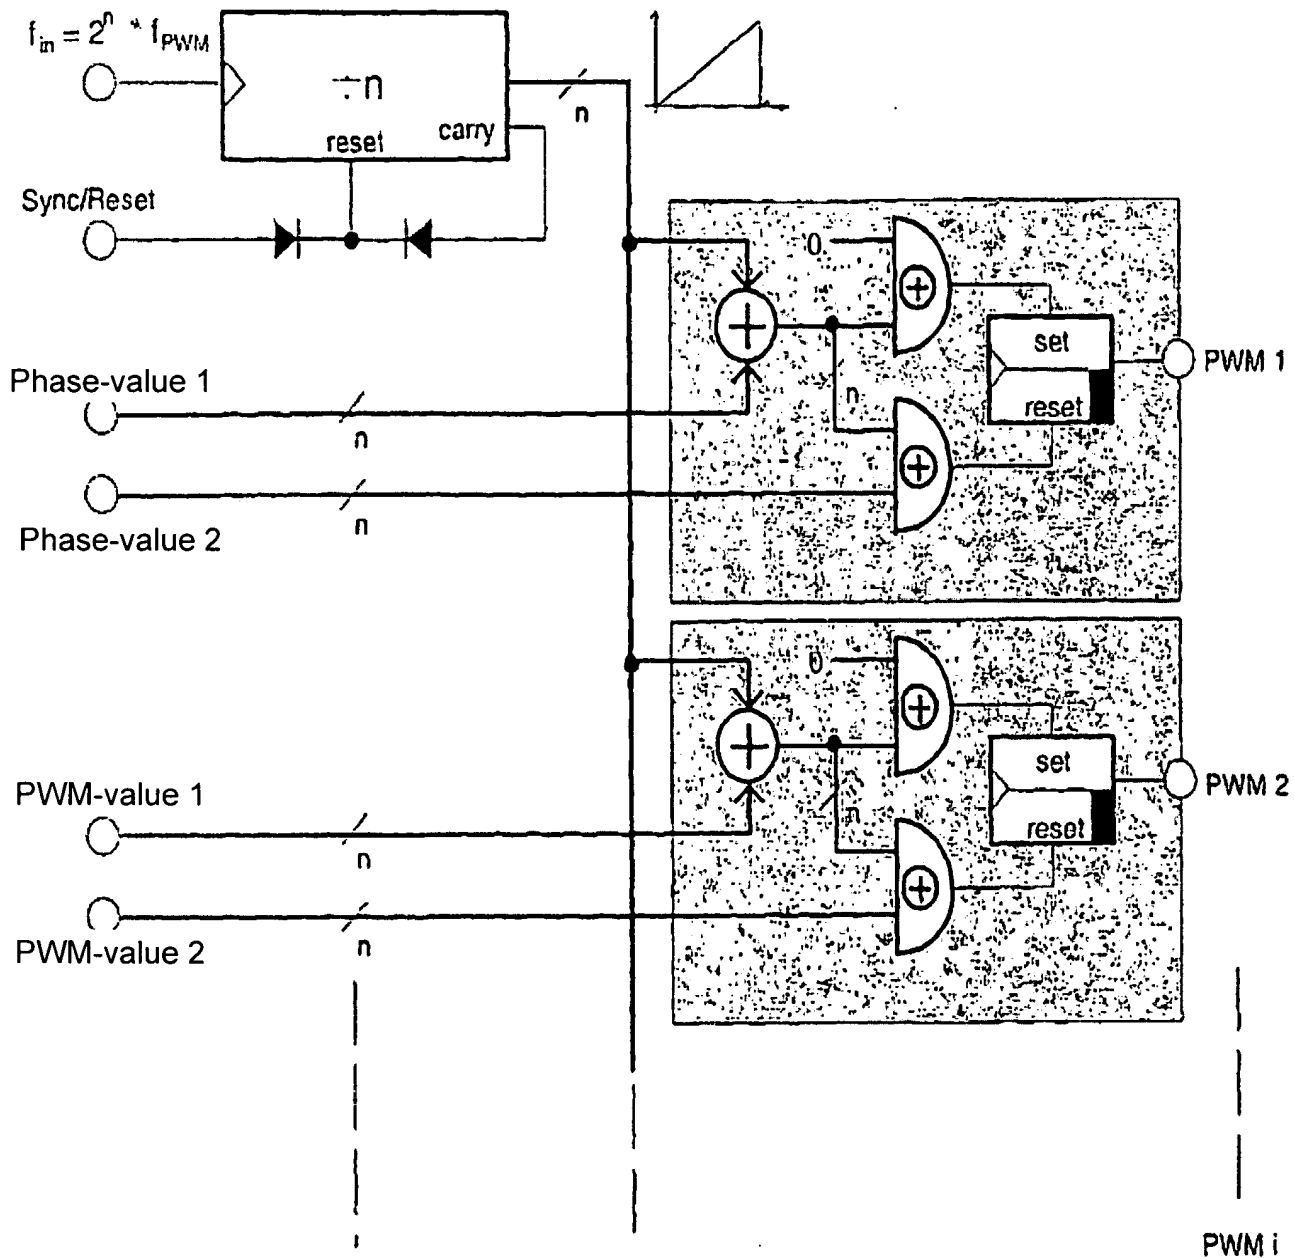 f_in = 2^n * f_PWM
÷n
n
carry
reset
Sync/Reset
0
set
PWM 1
Phase-value 1
n
reset
n
n
Phase-value 2
0
set
PWM 2
PWM-value 1
n
reset
n
PWM-value 2
n
PWM i